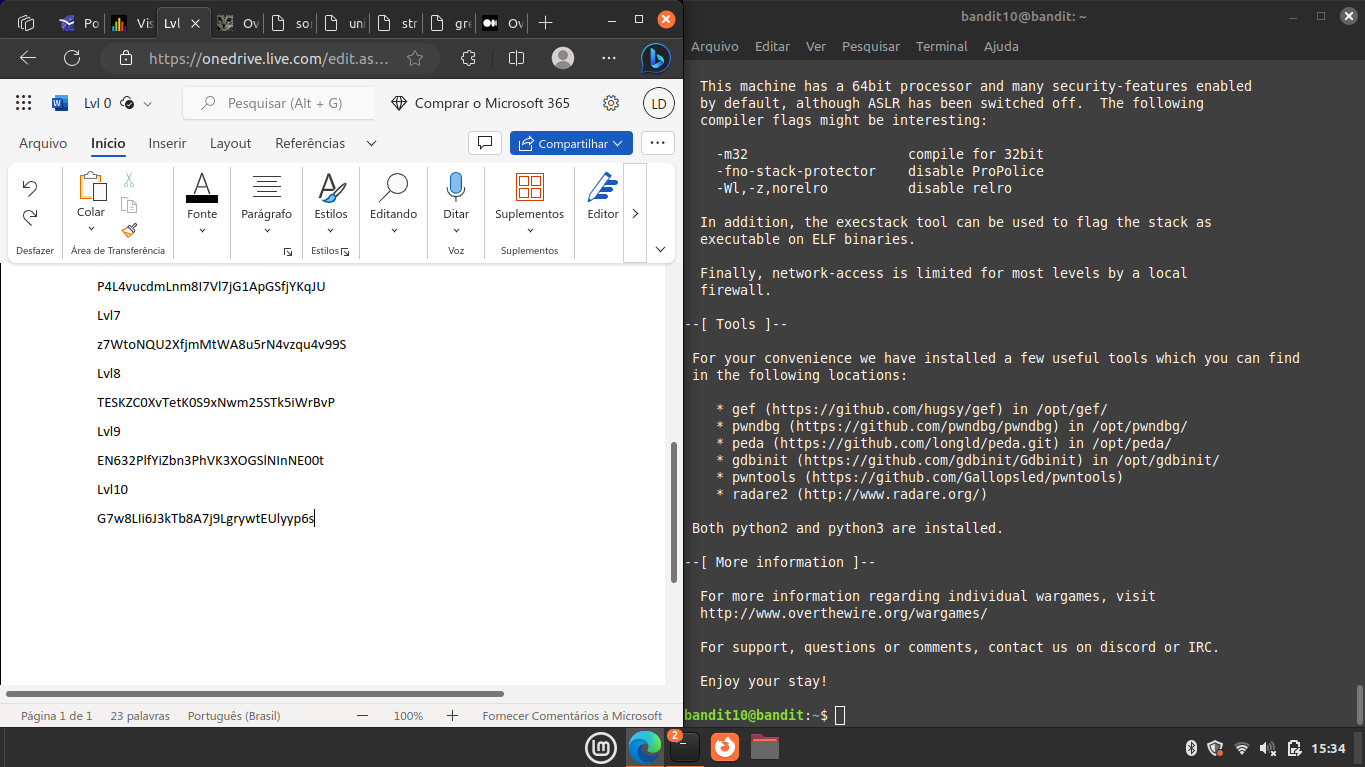 Po
Vis
Lvl
Ov
so
uni
str
gre
Ov
https://onedrive.live.com/edit.as...
Lvl 0
Pesquisar (Alt + G)
Comprar o Microsoft 365
LD
Arquivo
Início
Inserir
Layout
Referências
Compartilhar
Colar
Fonte
Parágrafo
Estilos
Editando
Ditar
Suplementos
Editor
Desfazer
Área de Transferência
Estilos
Voz
Suplementos
P4L4vucdmLnm8I7Vl7jG1ApGSfjYKqJU
Lvl7
z7WtoNQU2XfjmMtWA8u5rN4vzqu4v99S
Lvl8
TESKZC0XvTetK0S9xNwm25STk5iWrBvP
Lvl9
EN632PlfYiZbn3PhVK3XOGSlNInNE00t
Lvl10
G7w8LIi6J3kTb8A7j9LgrywtEUlyyp6s
Página 1 de 1
23 palavras
Português (Brasil)
100%
Fornecer Comentários à Microsoft
bandit10@bandit: ~
Arquivo Editar Ver Pesquisar Terminal Ajuda
This machine has a 64bit processor and many security-features enabled
by default, although ASLR has been switched off.  The following
compiler flags might be interesting:
-m32                    compile for 32bit
-fno-stack-protector    disable ProPolice
-Wl,-z,norelro          disable relro
In addition, the execstack tool can be used to flag the stack as
executable on ELF binaries.
Finally, network-access is limited for most levels by a local
firewall.
--[ Tools ]--
For your convenience we have installed a few useful tools which you can find
in the following locations:
* gef (https://github.com/hugsy/gef) in /opt/gef/
* pwndbg (https://github.com/pwndbg/pwndbg) in /opt/pwndbg/
* peda (https://github.com/longld/peda.git) in /opt/peda/
* gdbinit (https://github.com/gdbinit/Gdbinit) in /opt/gdbinit/
* pwntools (https://github.com/Gallopsled/pwntools)
* radare2 (http://www.radare.org/)
Both python2 and python3 are installed.
--[ More information ]--
For more information regarding individual wargames, visit
http://www.overthewire.org/wargames/
For support, questions or comments, contact us on discord or IRC.
Enjoy your stay!
bandit10@bandit:~$
2
15:34